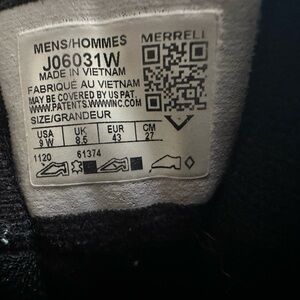 MENS/HOMMES MERRELL
J06031W
MADE IN VIETNAM
FABRIQUÉ AU VIETNAM
MAY BE COVERED BY US PAT.
WWW.PATENTS.WWWINC.COM
SIZE/GRANDEUR
USA UK EUR CM
9 W 8.5 43 27
1120 61374